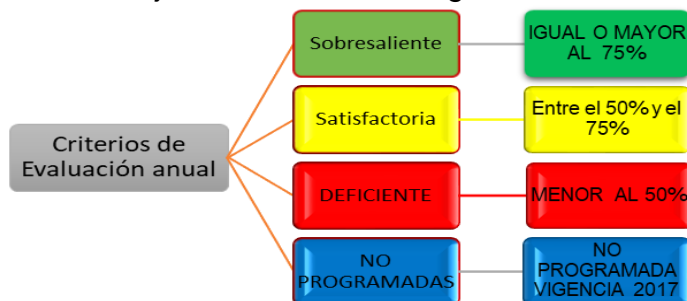 Criterios de
Evaluación anual
Sobresaliente
IGUAL O MAYOR
AL 75%
Satisfactoria
Entre el 50% y el
75%
DEFICIENTE
MENOR AL 50%
NO
PROGRAMADAS
NO
PROGRAMADA
VIGENCIA 2017